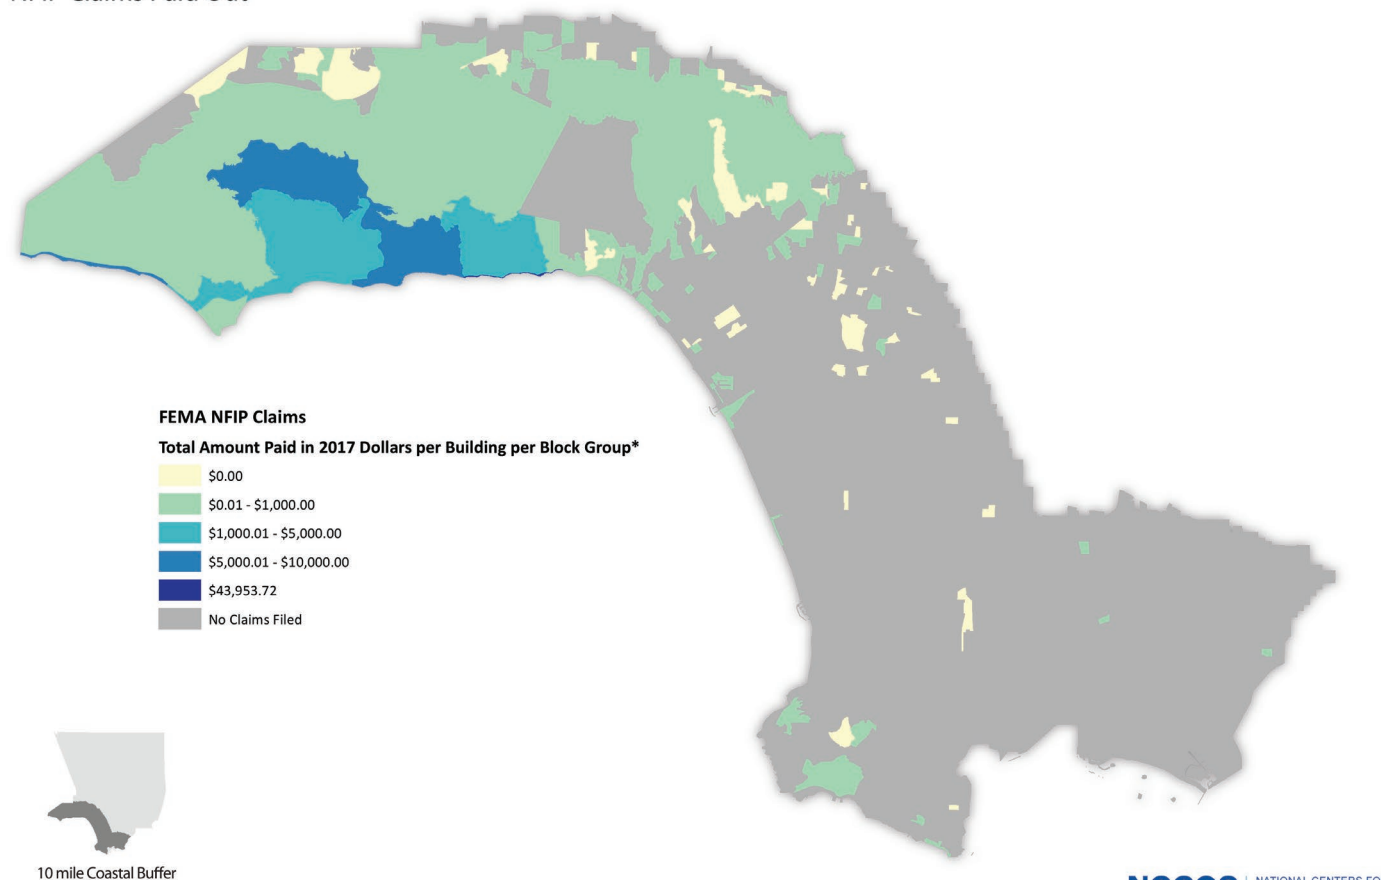 FEMA NFIP Claims
Total Amount Paid in 2017 Dollars per Building per Block Group*
$0.00
$0.01 - $1,000.00
$1,000.01 - $5,000.00
$5,000.01 - $10,000.00
$43,953.72
No Claims Filed
10 mile Coastal Buffer